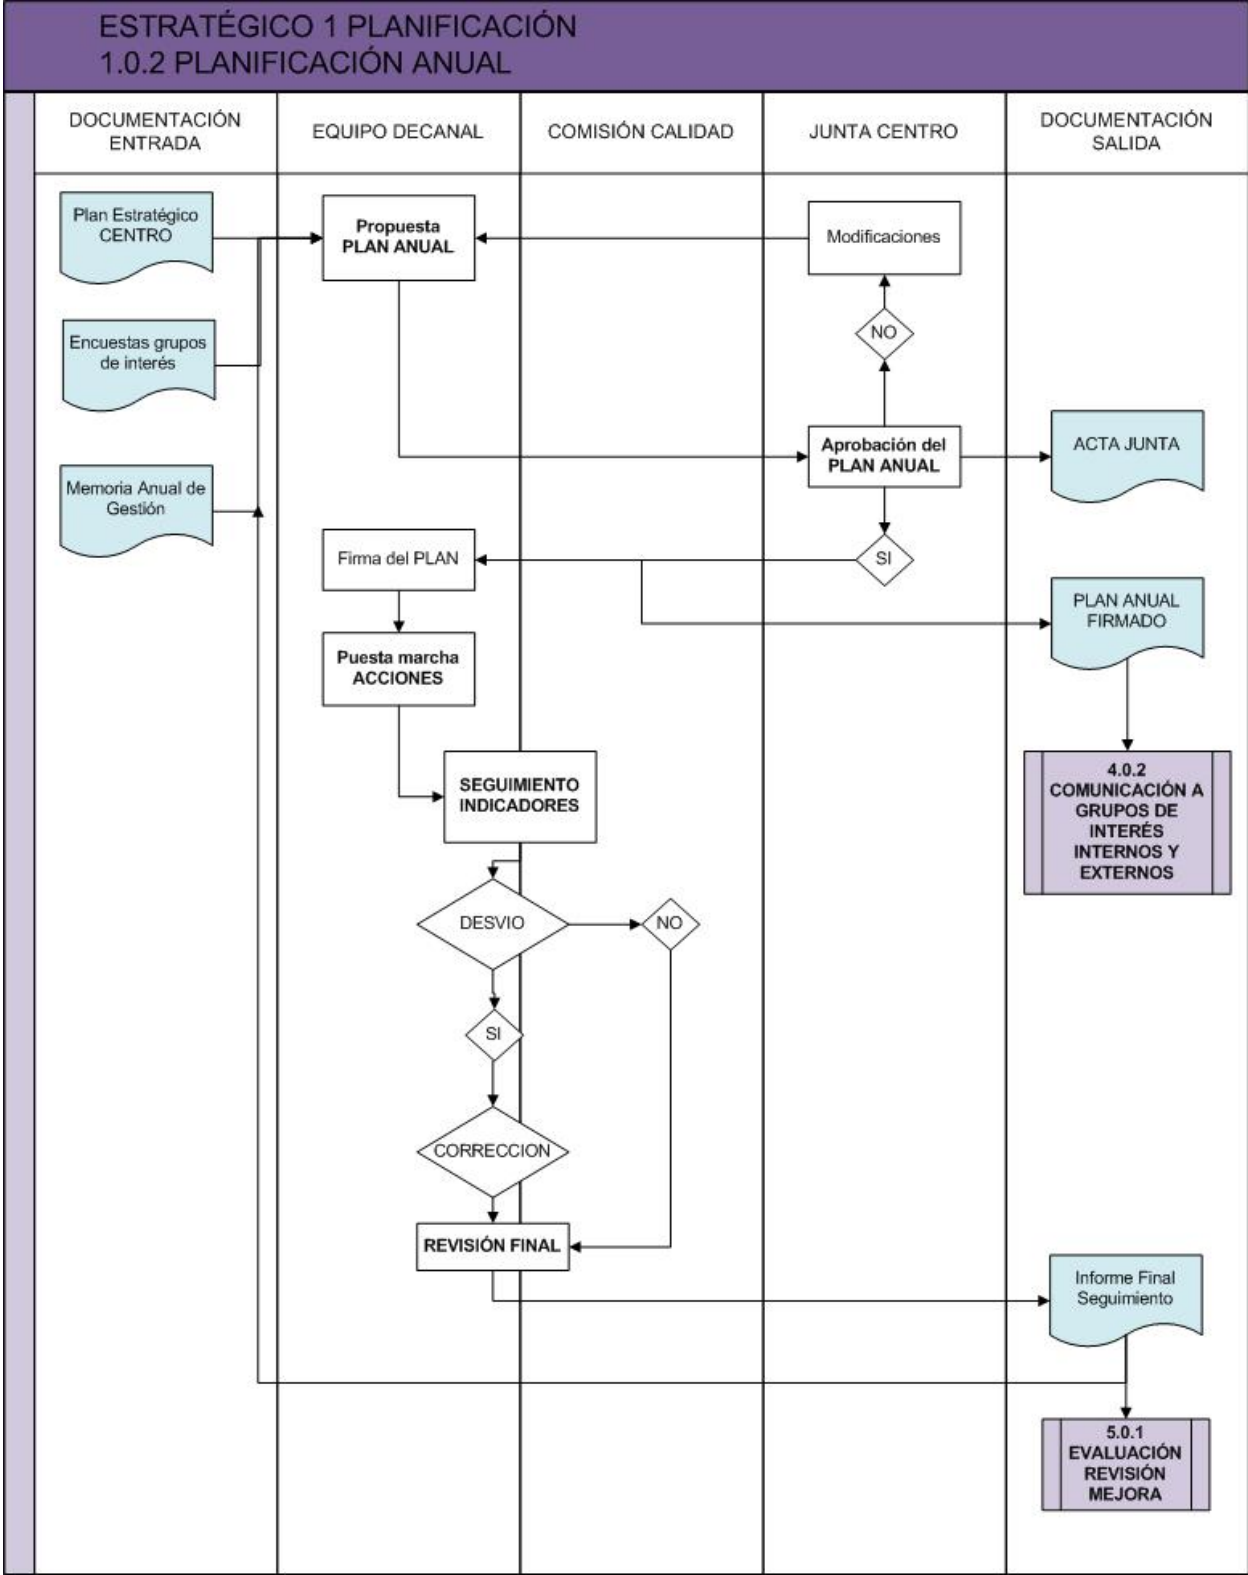 ESTRATÉGICO 1 PLANIFICACIÓN
1.0.2 PLANIFICACIÓN ANUAL
DOCUMENTACIÓN
ENTRADA
EQUIPO DECANAL
COMISIÓN CALIDAD
JUNTA CENTRO
DOCUMENTACIÓN
SALIDA
Plan Estratégico
CENTRO
Propuesta
PLAN ANUAL
Modificaciones
Encuestas grupos
de interés
NO
Aprobación del
PLAN ANUAL
ACTA JUNTA
Memoria Anual de
Gestión
Firma del PLAN
SI
PLAN ANUAL
FIRMADO
Puesta marcha
ACCIONES
SEGUIMIENTO
INDICADORES
4.0.2
COMUNICACIÓN A
GRUPOS DE
INTERÉS
INTERNOS Y
EXTERNOS
DESVIO
NO
SI
CORRECCION
REVISIÓN FINAL
Informe Final
Seguimiento
5.0.1
EVALUACIÓN
REVISIÓN
MEJORA